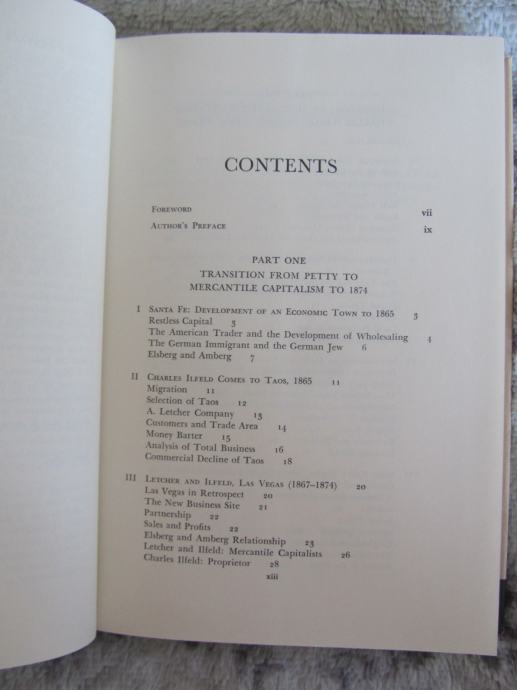 CONTENTS
FOREWORD vii
AUTHOR'S PREFACE ix
PART ONE
TRANSITION FROM PETTY TO
MERCANTILE CAPITALISM TO 1874
I SANTA FE: DEVELOPMENT OF AN ECONOMIC TOWN TO 1865 3
Restless Capital 3
The American Trader and the Development of Wholesaling 4
The German Immigrant and the German Jew 6
Elsberg and Amberg 7
II CHARLES ILFELD COMES TO TAOS, 1865 11
Migration 11
Selection of Taos 12
A. Letcher Company 13
Customers and Trade Area 14
Money Barter 15
Analysis of Total Business 16
Commercial Decline of Taos 18
III LETCHER AND ILFELD, LAS VEGAS (1867–1874) 20
Las Vegas in Retrospect 20
The New Business Site 21
Partnership 22
Sales and Profits 22
Elsberg and Amberg Relationship 23
Letcher and Ilfeld: Mercantile Capitalists 26
Charles Ilfeld: Proprietor 28
xiii